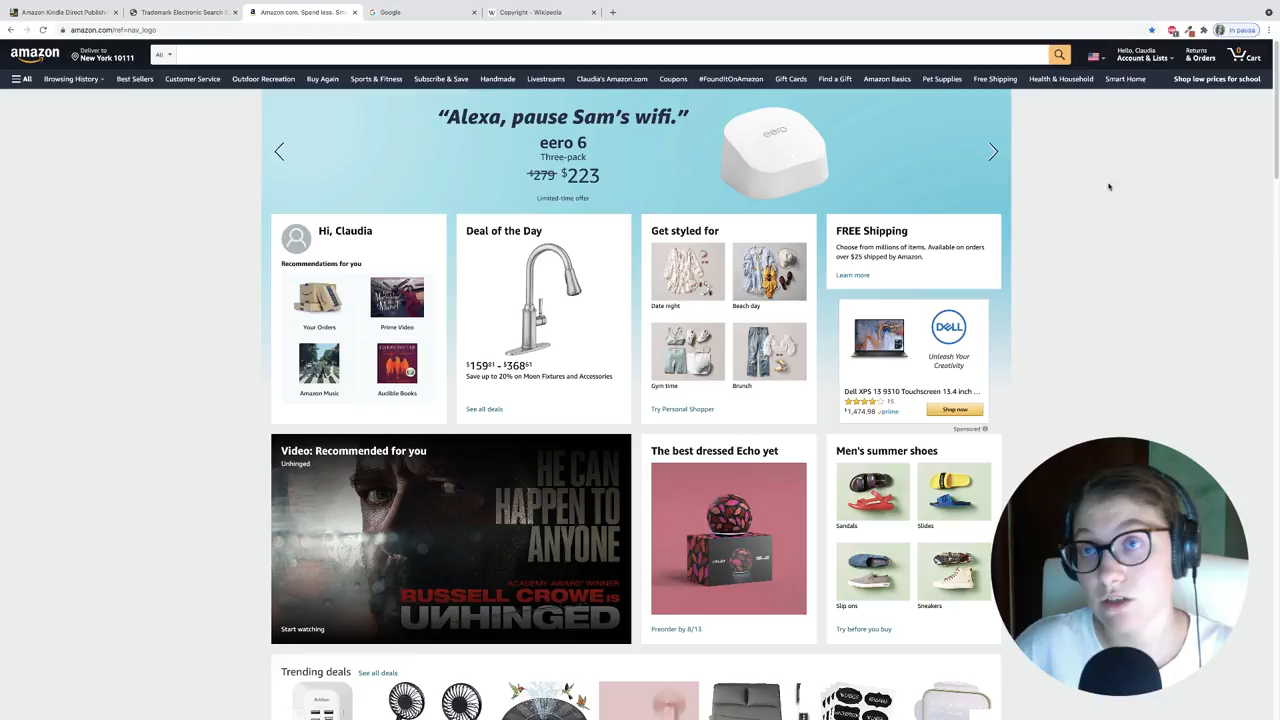 Amazon Kindle Direct Publish
Trademark Electronic Search S
Amazon.com. Spend less. Sm
Google
Copyright - Wikipedia
amazon.com/ref=nav_logo
In pausa
amazon
Deliver to
New York 10111
All
Hello, Claudia
Account & Lists
Returns
& Orders
0
Cart
All
Browsing History
Best Sellers
Customer Service
Outdoor Recreation
Buy Again
Sports & Fitness
Subscribe & Save
Handmade
Livestreams
Claudia's Amazon.com
Coupons
#FoundItOnAmazon
Gift Cards
Find a Gift
Amazon Basics
Pet Supplies
Free Shipping
Health & Household
Smart Home
Shop low prices for school
“Alexa, pause Sam’s wifi.”
eero 6
Three-pack
$279 $223
Limited-time offer
eero
Hi, Claudia
Recommendations for you
Your Orders
Prime Video
Amazon Music
Audible Books
Deal of the Day
$159.81 - $368.61
Save up to 20% on Moen Fixtures and Accessories
See all deals
Get styled for
Date night
Beach day
Gym time
Brunch
Try Personal Shopper
FREE Shipping
Choose from millions of items. Available on orders
over $25 shipped by Amazon.
Learn more
DELL
Unleash Your
Creativity
Dell XPS 13 9310 Touchscreen 13.4 inch ...
15
$1,474.98 prime
Shop now
Sponsored
Video: Recommended for you
Unhinged
HE CAN
HAPPEN TO
ANYONE
ACADEMY AWARD® WINNER
RUSSELL CROWE IS
UNHINGED
Start watching
The best dressed Echo yet
Preorder by 8/13
Men's summer shoes
Sandals
Slides
Slip ons
Sneakers
Try before you buy
Trending deals
See all deals